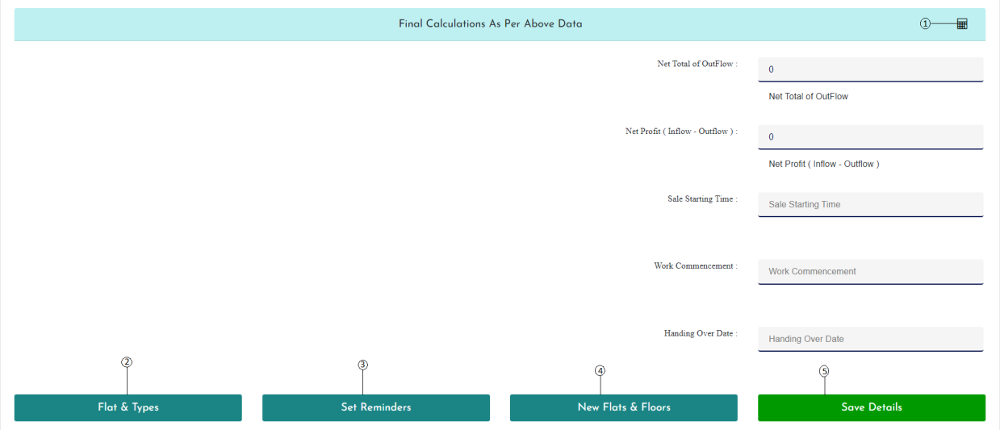 Final Calculations As Per Above Data
①
Net Total of OutFlow :
0
Net Total of OutFlow
Net Profit ( Inflow - Outflow ) :
0
Net Profit ( Inflow - Outflow )
Sale Starting Time :
Sale Starting Time
Work Commencement :
Work Commencement
Handing Over Date :
Handing Over Date
②
③
④
⑤
Flat & Types
Set Reminders
New Flats & Floors
Save Details